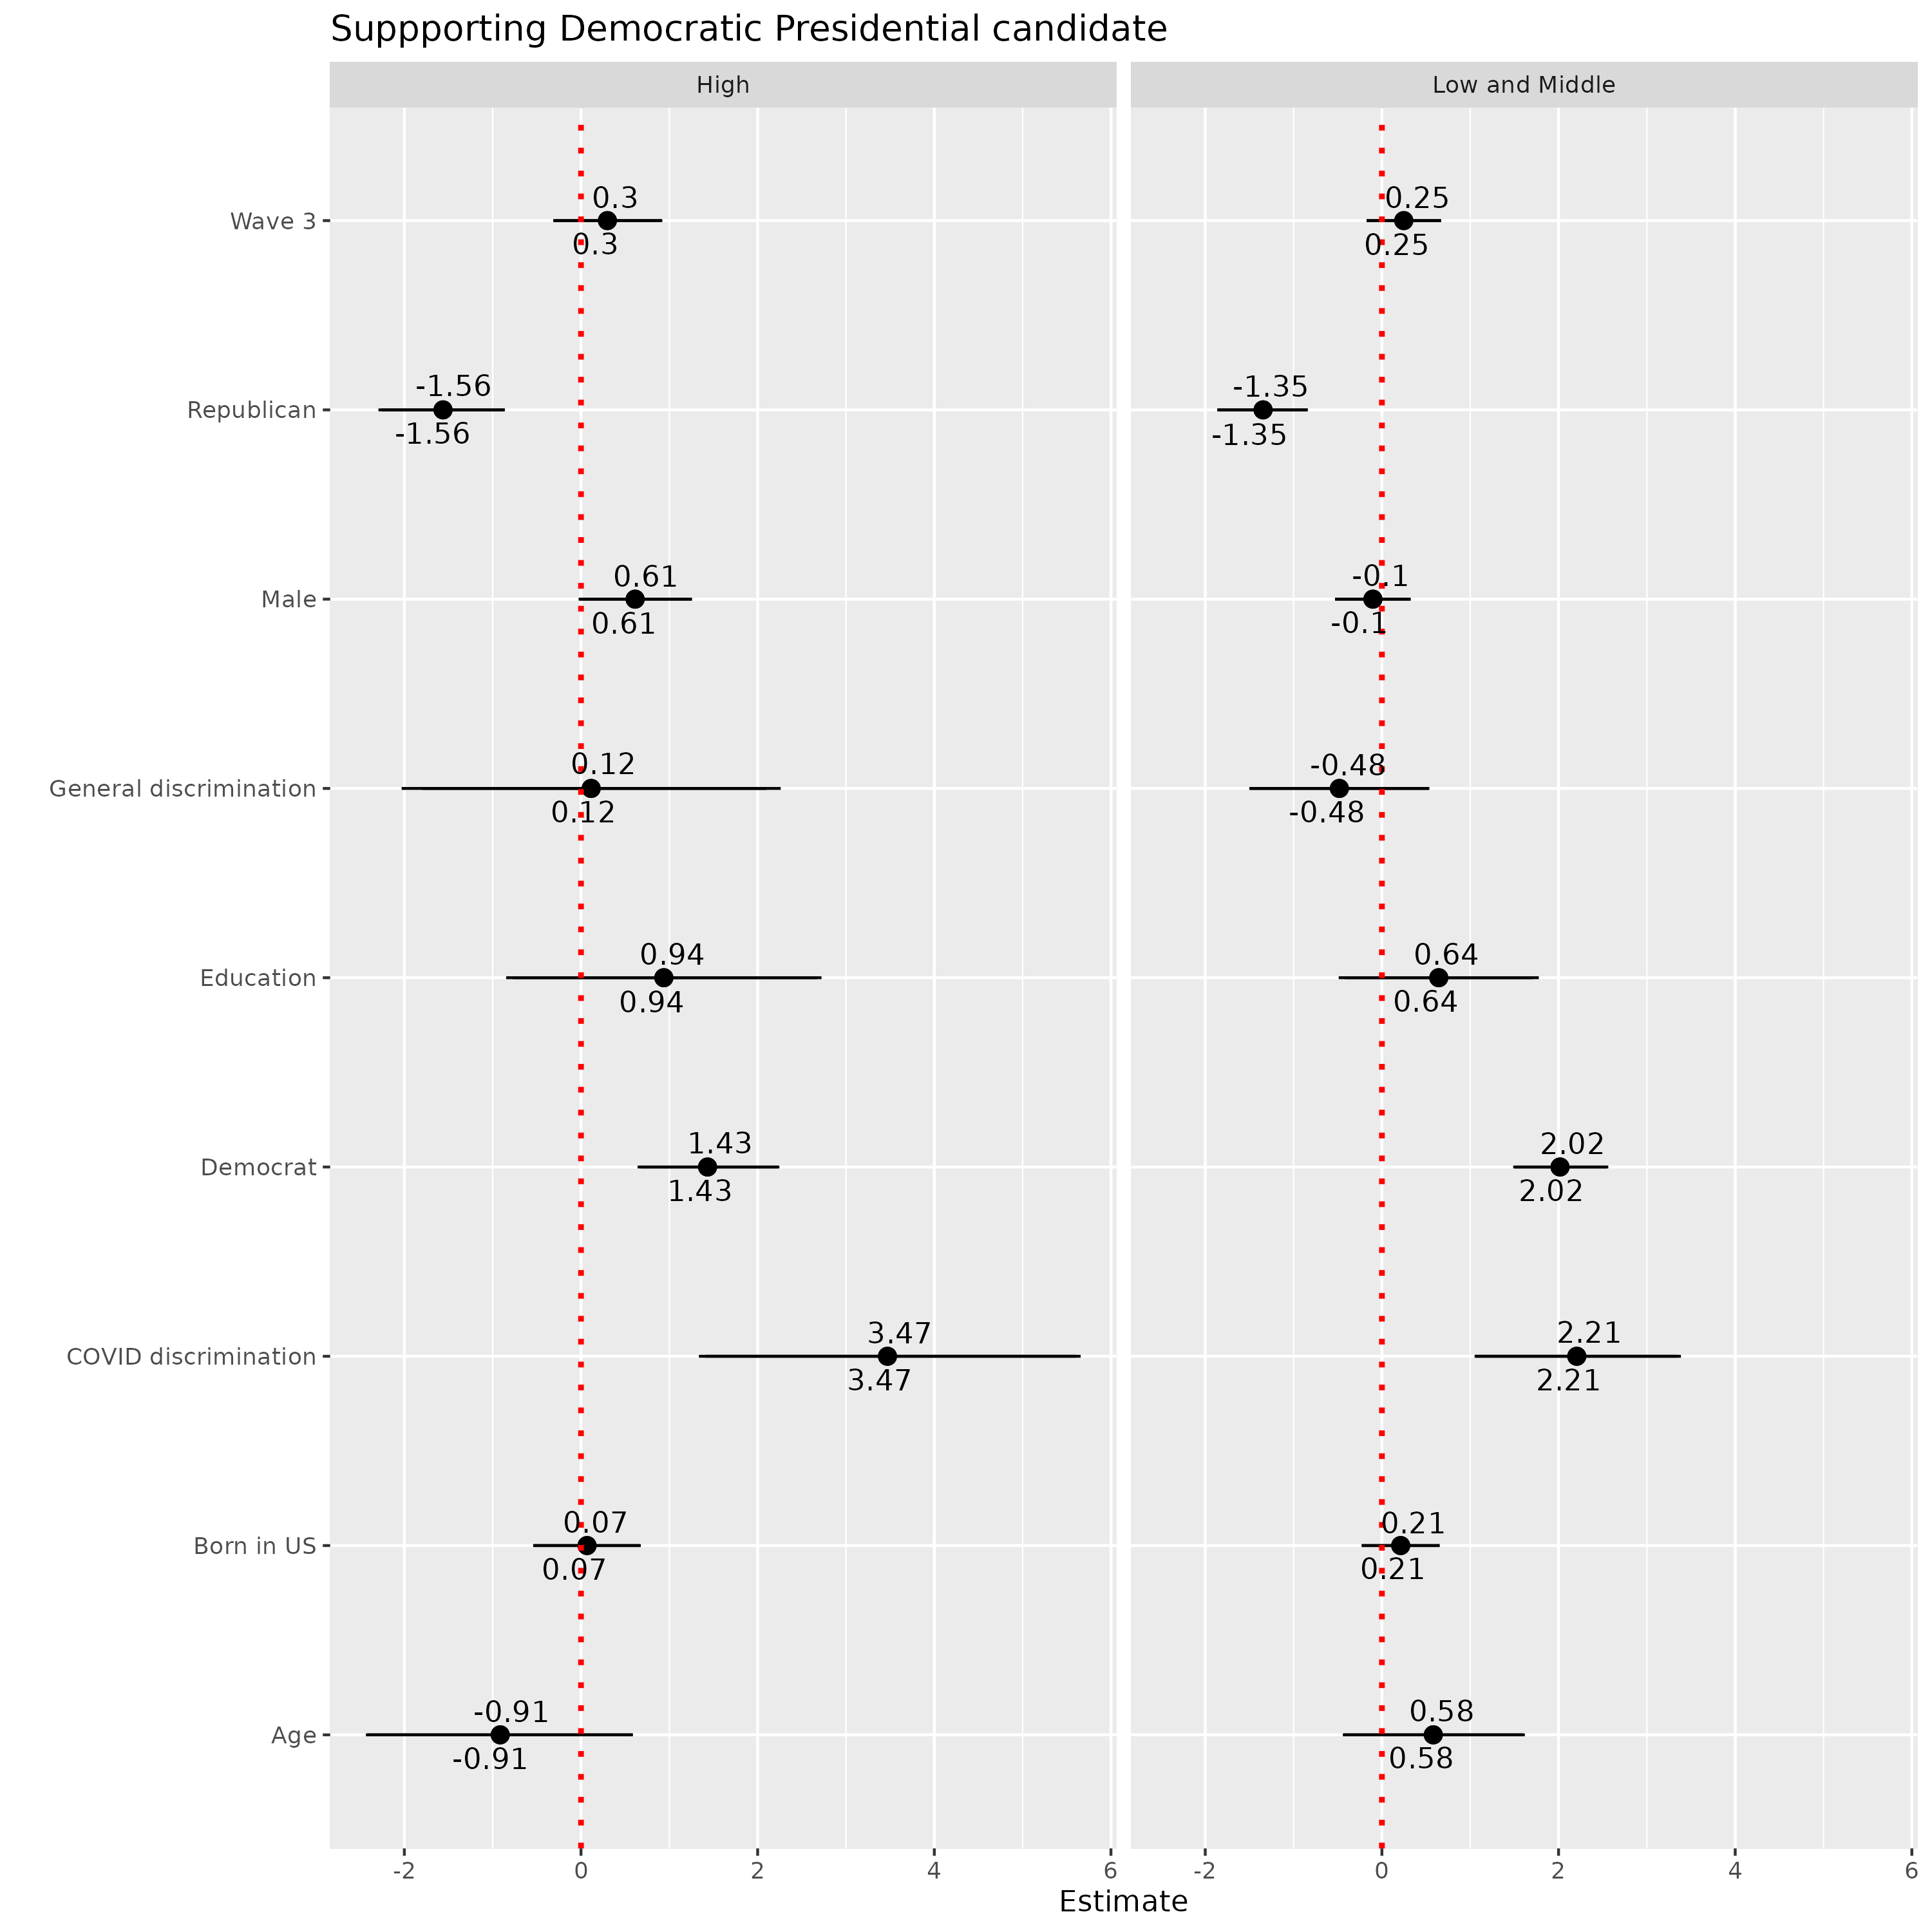 Suppporting Democratic Presidential candidate
High Low and Middle
0.3 0.25
Wave 3
0.3 0.25
-1.56 -1.35
Republican
-1.56 -1.35
0.61 -0.1
Male
0.61 -0.1
0.12 -0.48
General discrimination
0.12 -0.48
0.94 0.64
Education
0.94 0.64
1.43 2.02
Democrat
1.43 2.02
3.47 2.21
COVID discrimination
3.47 2.21
0.07 0.21
Born in US
0.07 0.21
-0.91 0.58
Age
-0.91 0.58
-2 0 2 4 6 -2 0 2 4 6
Estimate